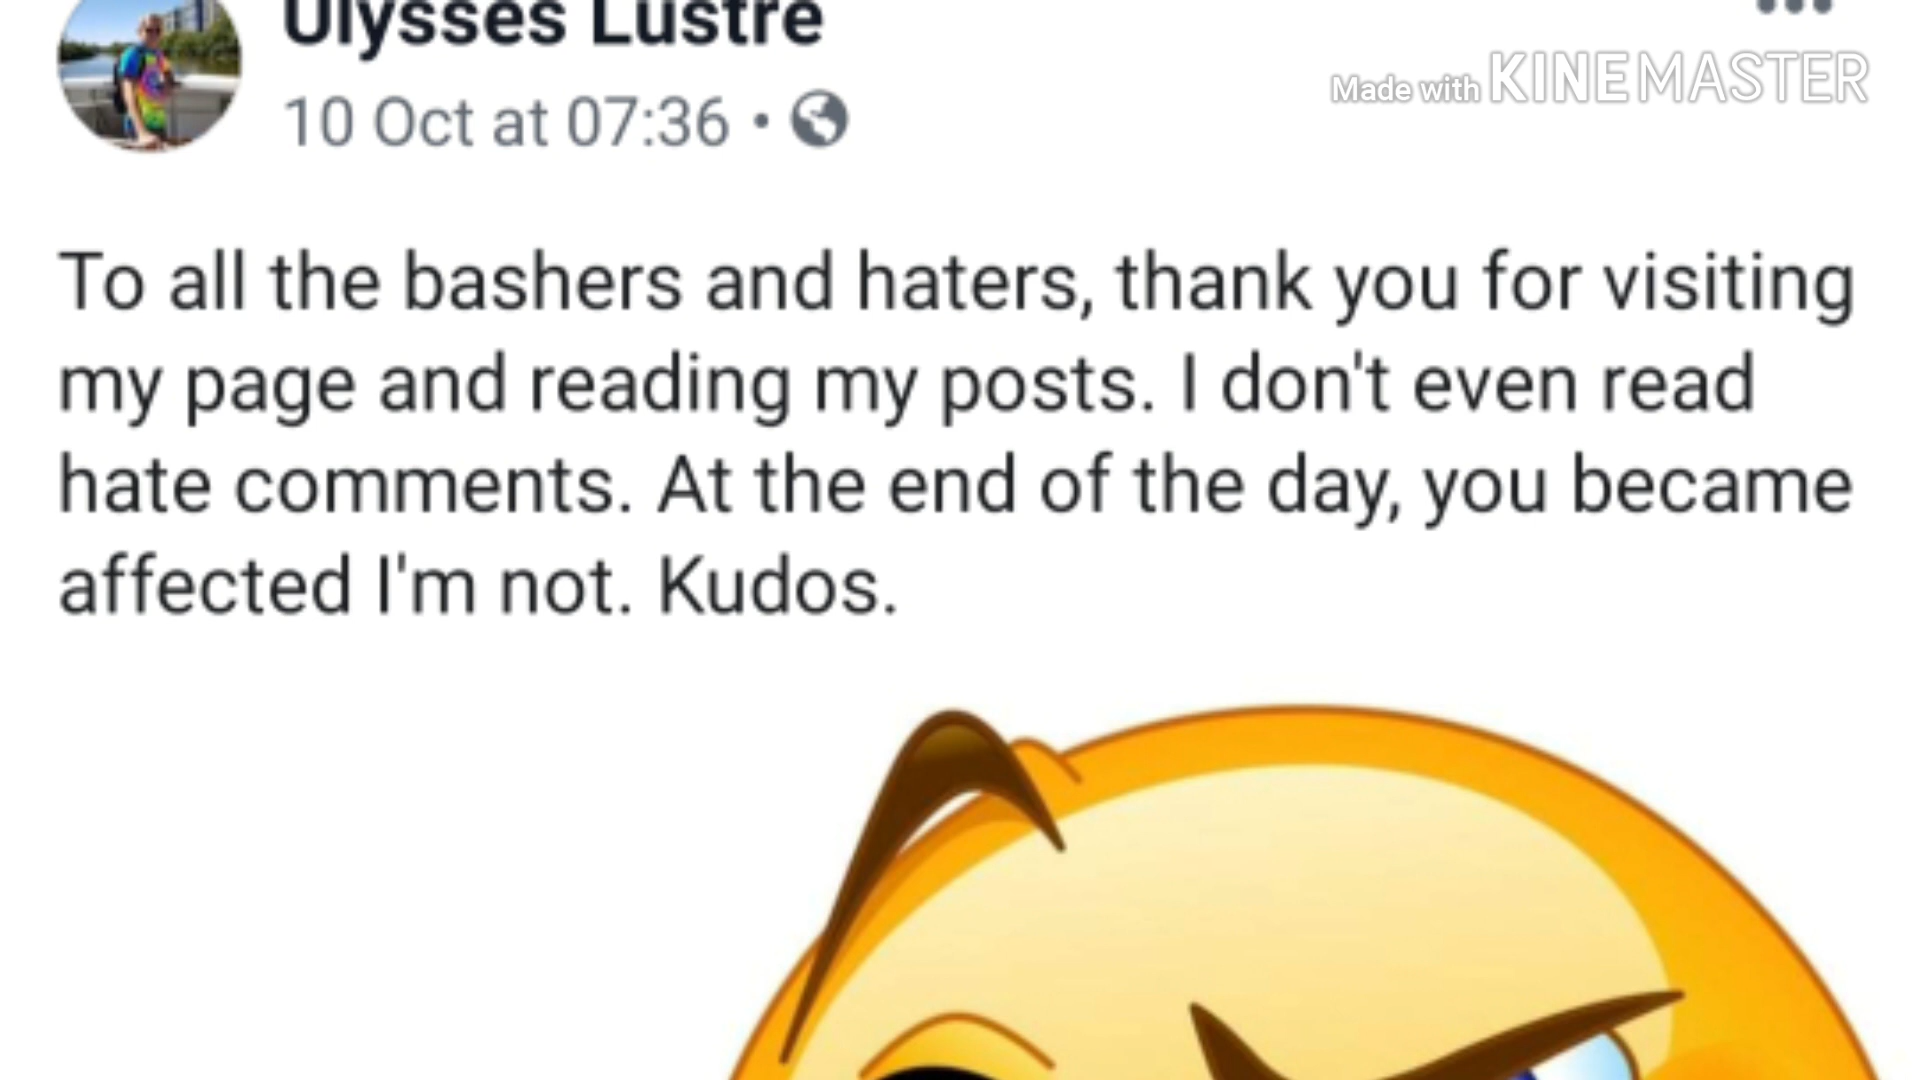 Ulysses Lustre
Made with KINEMASTER
10 Oct at 07:36 •
To all the bashers and haters, thank you for visiting
my page and reading my posts. I don't even read
hate comments. At the end of the day, you became
affected I'm not. Kudos.